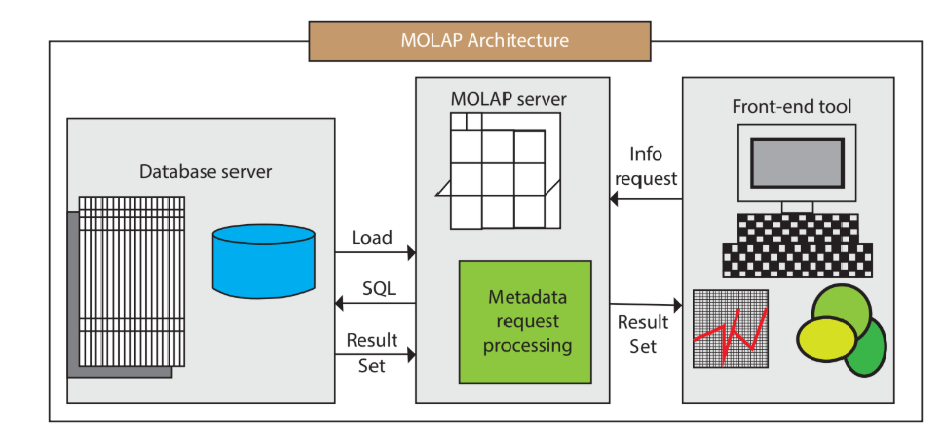 MOLAP Architecture
Database server
Load
SQL
Result
Set
MOLAP server
Metadata
request
processing
Info
request
Result
Set
Front-end tool